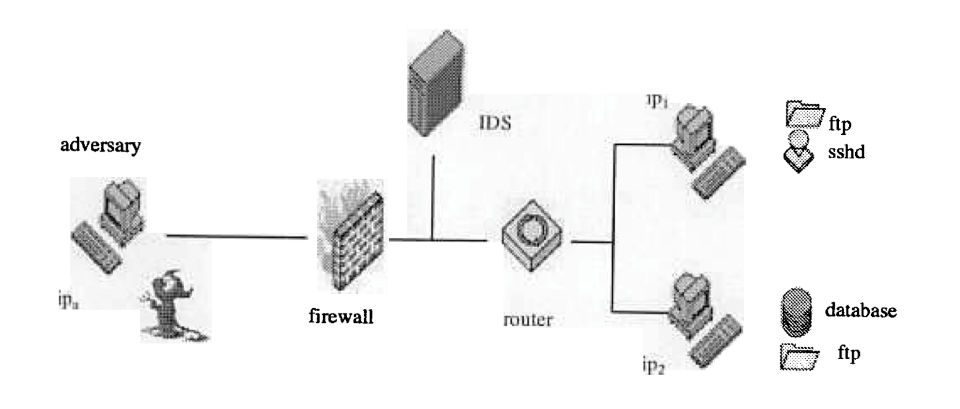 ip₁
ftp
IDS
sshd
adversary
ipₐ
firewall
router
database
ftp
ip₂